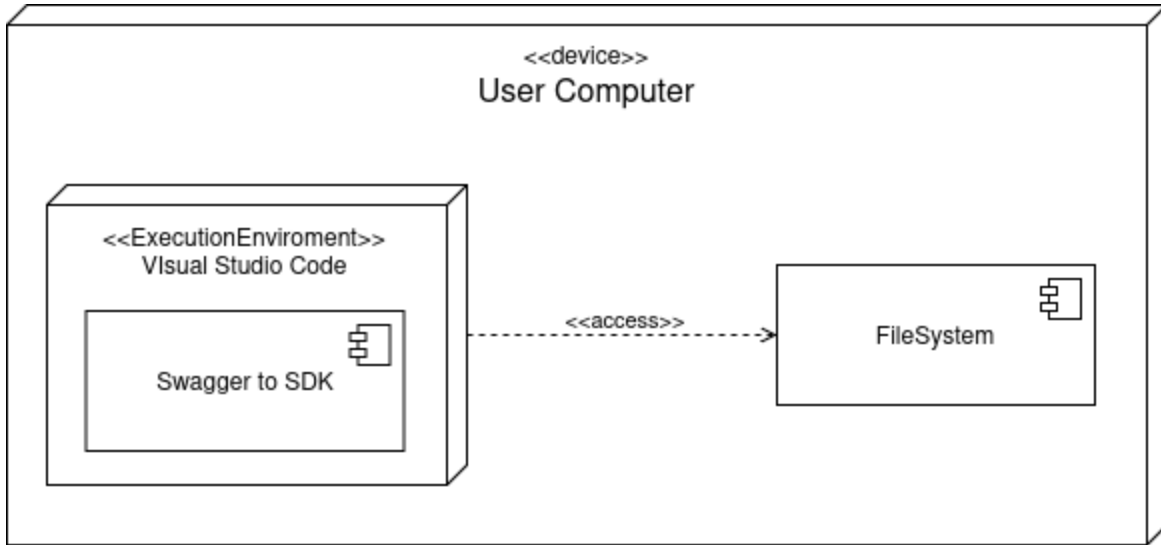 <<device>>
User Computer
<<ExecutionEnviroment>>
VIsual Studio Code
Swagger to SDK
<<access>>
FileSystem